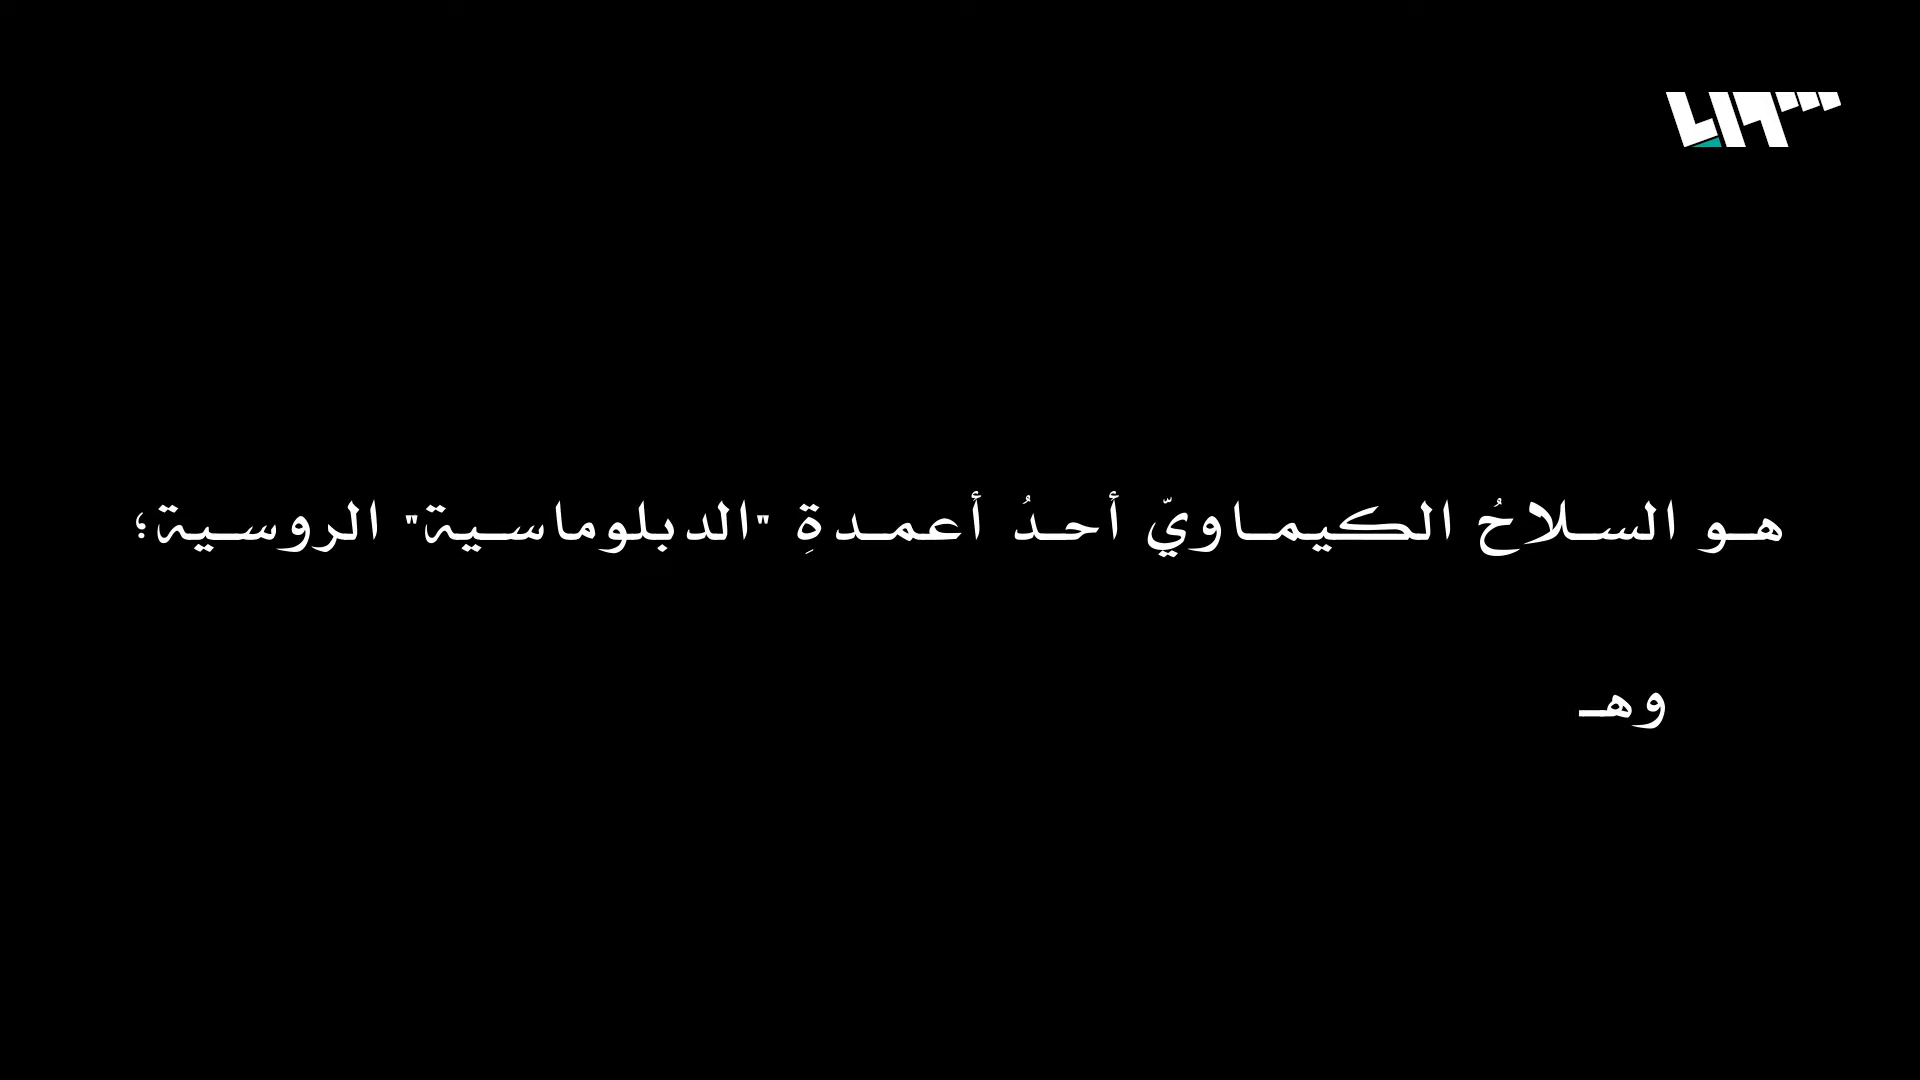 هو السلاحُ الكيماويّ أحدُ أعمدةِ "الدبلوماسية" الروسية؛
وهـ